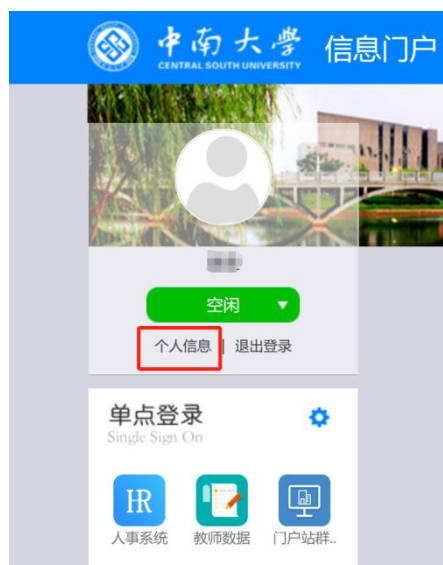 中南大學 信息门户
CENTRAL SOUTH UNIVERSITY
空闲
个人信息 | 退出登录
单点登录
Single Sign On
HR
人事系统 教师数据 门户站群..